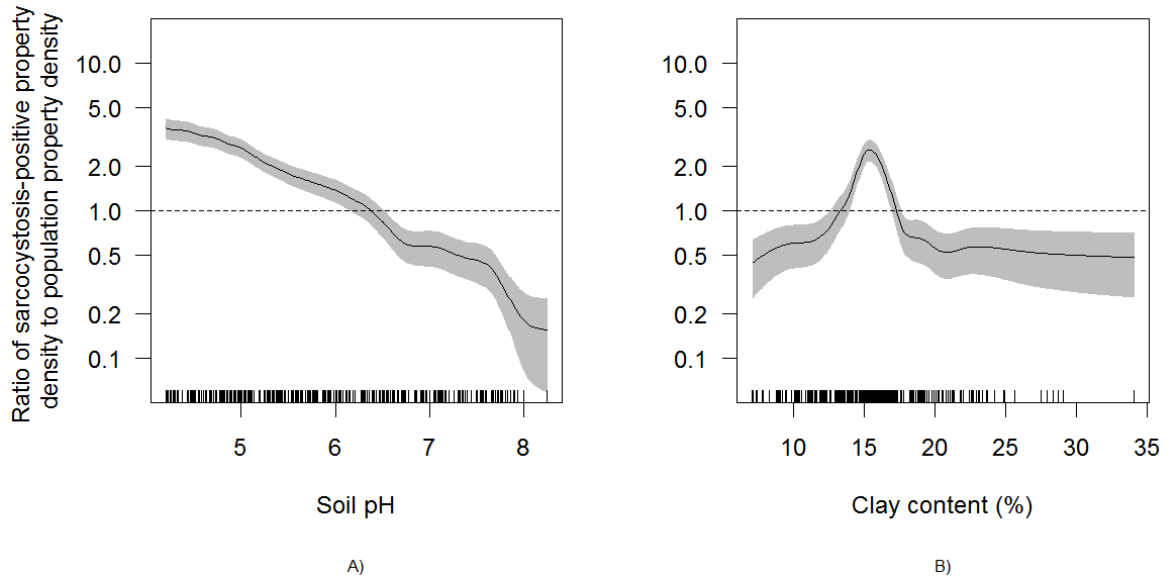 Ratio of sarcocystosis-positive property
density to population property density
10.0
5.0
2.0
1.0
0.5
0.2
0.1
5 6 7 8
Soil pH
A)
10.0
5.0
2.0
1.0
0.5
0.2
0.1
10 15 20 25 30 35
Clay content (%)
B)